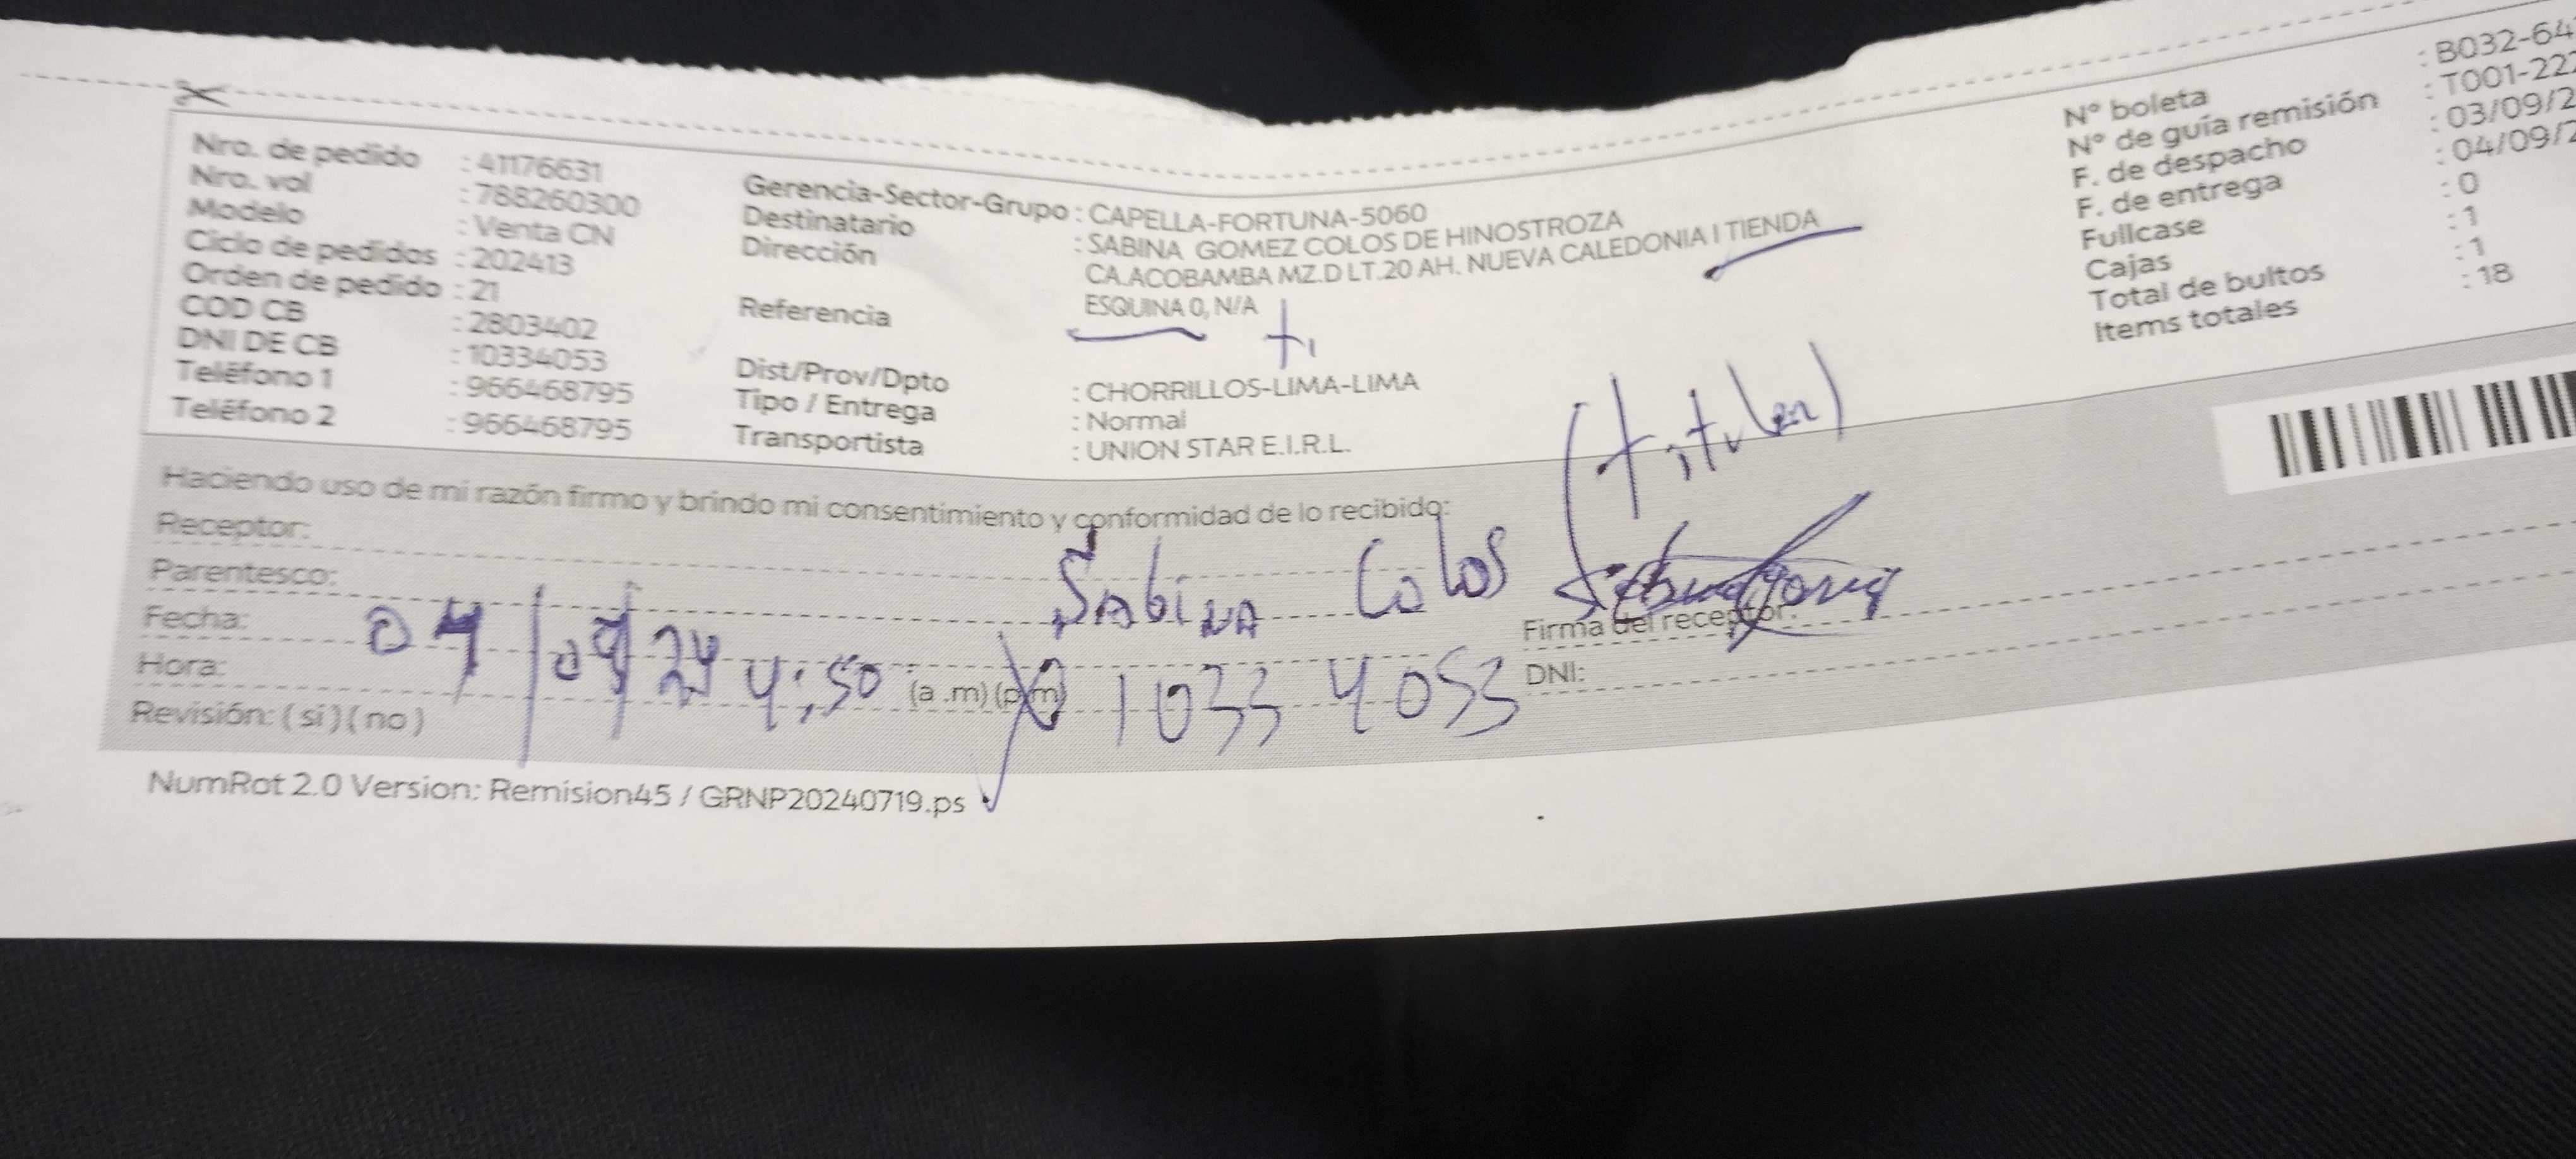 Nro. de pedido : 41176631
Nro. vol : 788260300
Modelo : Venta CN
Ciclo de pedidos : 202413
Orden de pedido : 21
COD CB : 2803402
DNI DE CB : 10334053
Teléfono 1 : 966468795
Teléfono 2 : 966468795
Gerencia-Sector-Grupo : CAPELLA-FORTUNA-5060
Destinatario : SABINA GOMEZ COLOS DE HINOSTROZA
Dirección : CA.ACOBAMBA MZ.D LT.20 AH. NUEVA CALEDONIA I TIENDA
ESQUINA 0, N/A
Referencia
Dist/Prov/Dpto : CHORRILLOS-LIMA-LIMA
Tipo / Entrega : Normal
Transportista : UNION STAR E.I.R.L.
N° boleta : B032-64
N° de guía remisión : T001-222
F. de despacho : 03/09/2
F. de entrega : 04/09/2
Fullcase : 0
Cajas : 1
Total de bultos : 1
Items totales : 18
Haciendo uso de mi razón firmo y brindo mi consentimiento y conformidad de lo recibido:
(titular)
Receptor: Sabina Colos
Parentesco:
Firma del receptor:
Fecha: 04/09/24
Hora: 4:50 (a .m) (p.m) 10334053
DNI:
Revisión: ( si ) ( no )
NumRot 2.0 Version: Remision45 / GRNP20240719.ps